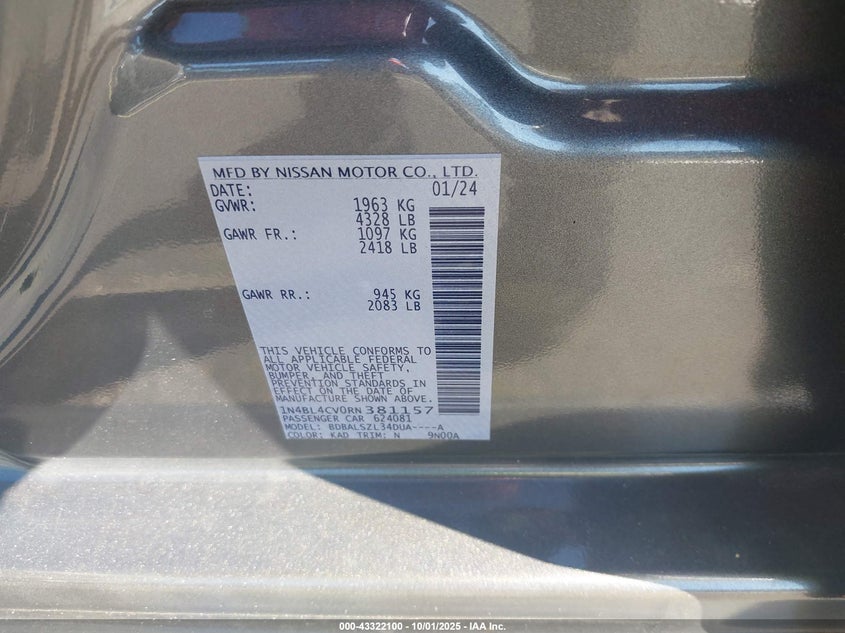 MFD BY NISSAN MOTOR CO., LTD.
DATE: 01/24
GVWR: 1963 KG
4328 LB
GAWR FR.: 1097 KG
2418 LB
GAWR RR.: 945 KG
2083 LB
THIS VEHICLE CONFORMS TO
ALL APPLICABLE FEDERAL
MOTOR VEHICLE SAFETY,
BUMPER, AND THEFT
PREVENTION STANDARDS IN
EFFECT ON THE DATE OF
MANUFACTURE SHOWN ABOVE.
1N4BL4CV0RN381157
PASSENGER CAR 624081
MODEL: BDBALSZL34DUA----A
COLOR: KAD TRIM: N 9N00A
000-43322100 - 10/01/2025 - IAA Inc.